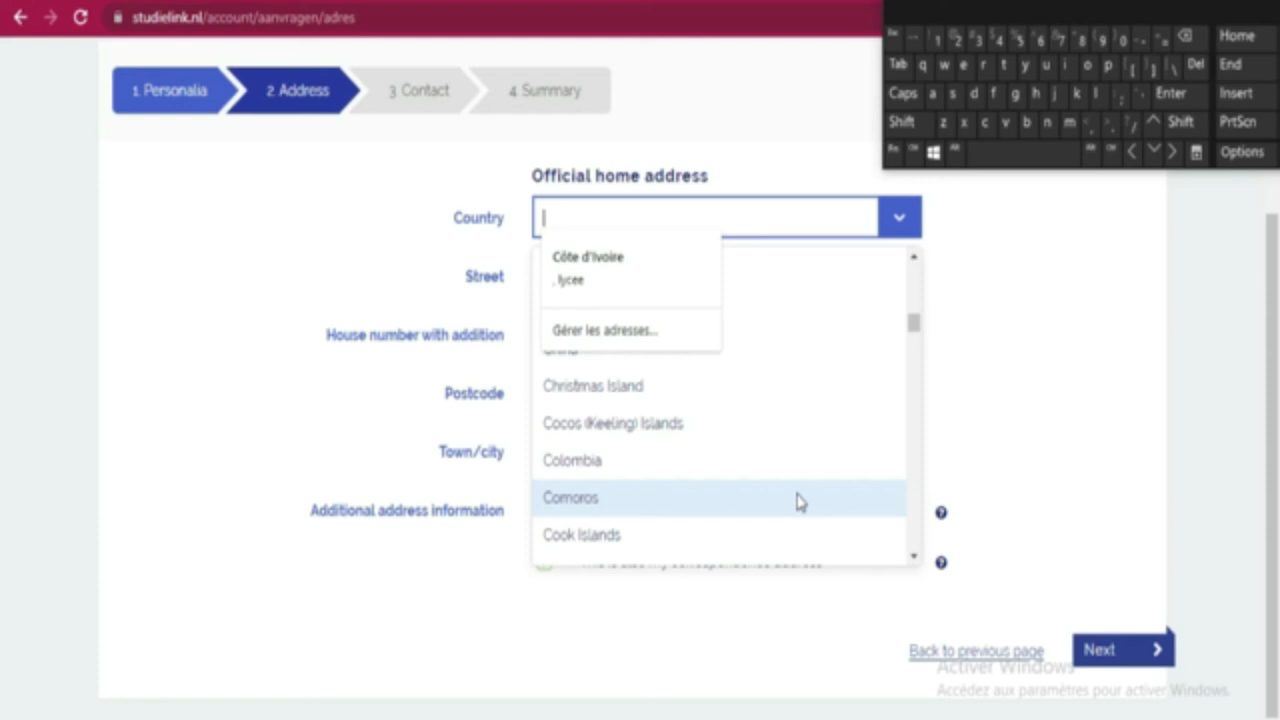 studielink.nl/account/aanvragen/adres
1. Personalia
2. Address
3. Contact
4. Summary
Official home address
Country
Côte d'Ivoire
, lycee
Gérer les adresses...
Street
House number with addition
Postcode
Town/city
Additional address information
Christmas Island
Cocos (Keeling) Islands
Colombia
Comoros
Cook Islands
Back to previous page
Next
Activer Windows
Accédez aux paramètres pour activer Windows.
Home
Tab q w e r t y u i o p [ ] \ Del End
Caps a s d f g h j k l ; ' Enter Insert
Shift z x c v b n m , . / Shift PrtScn
Options